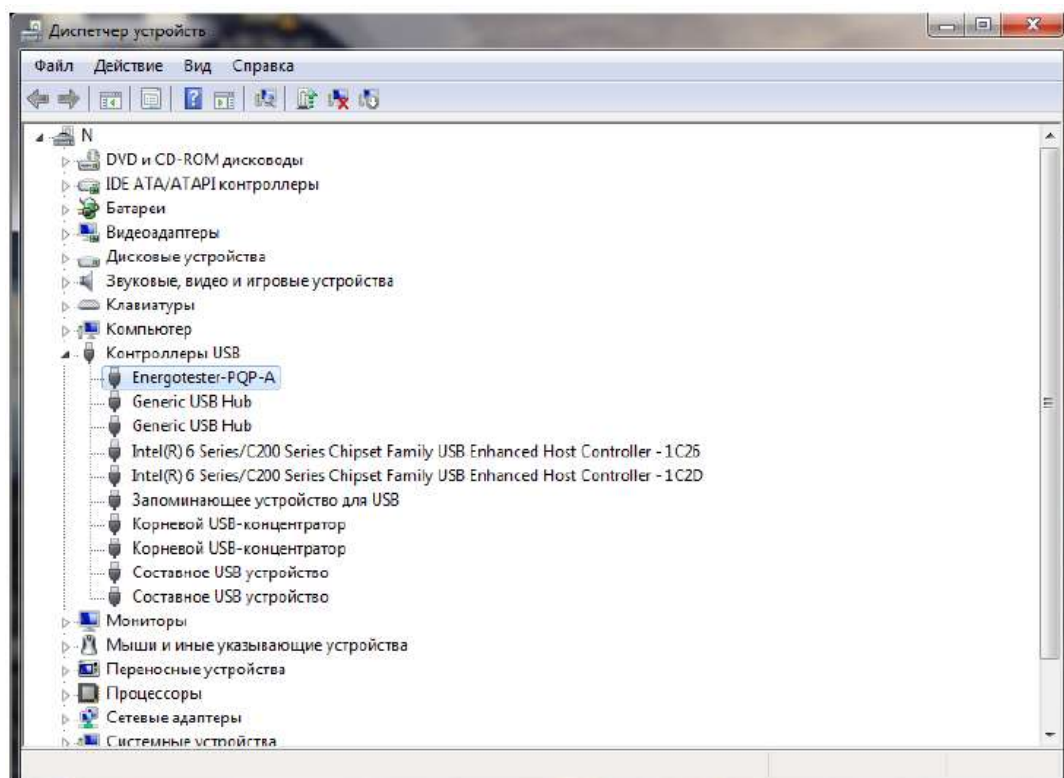 Диспетчер устройств
Файл Действие Вид Справка
N
DVD и CD-ROM дисководы
IDE ATA/ATAPI контроллеры
Батареи
Видеоадаптеры
Дисковые устройства
Звуковые, видео и игровые устройства
Клавиатуры
Компьютер
Контроллеры USB
Energotester-PQP-A
Generic USB Hub
Generic USB Hub
Intel(R) 6 Series/C200 Series Chipset Family USB Enhanced Host Controller - 1C26
Intel(R) 6 Series/C200 Series Chipset Family USB Enhanced Host Controller - 1C2D
Запоминающее устройство для USB
Корневой USB-концентратор
Корневой USB-концентратор
Составное USB устройство
Составное USB устройство
Мониторы
Мыши и иные указывающие устройства
Переносные устройства
Процессоры
Сетевые адаптеры
Системные устройства